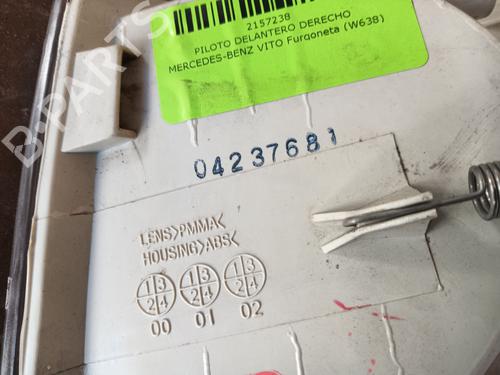 2157238
PILOTO DELANTERO DERECHO
MERCEDES-BENZ VITO Furgoneta (W638)
04237681
LENS>PMMA<
HOUSING>ABS<
1 3 1 3 1 3
2 4 2 4 2 4
00 01 02
B-PARTS